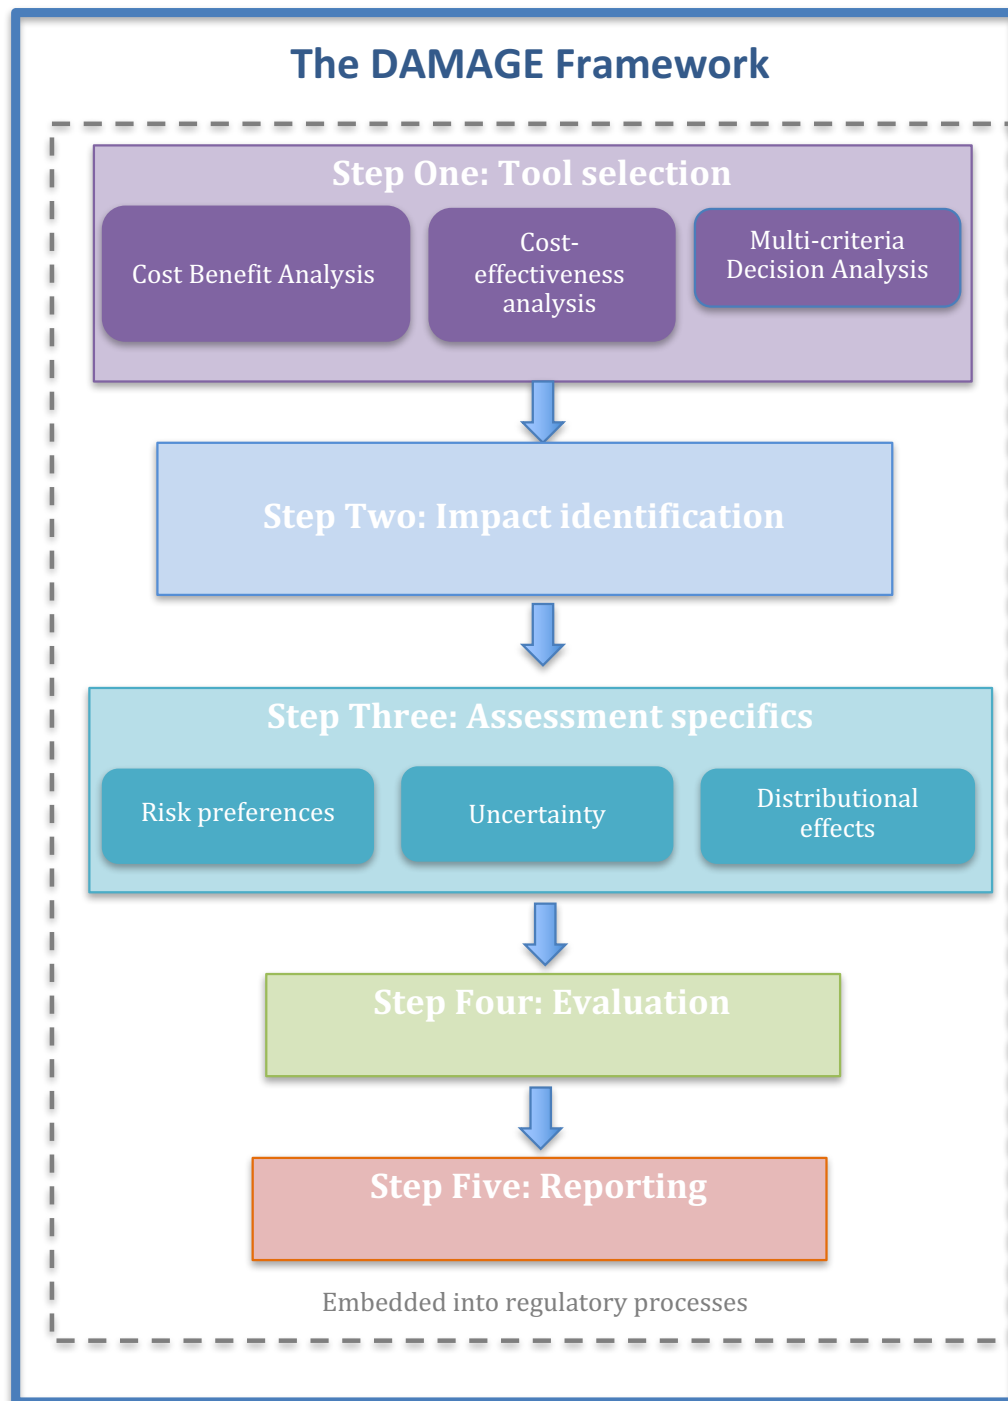 The DAMAGE Framework
Step One: Tool selection
Cost Benefit Analysis
Cost-
effectiveness
analysis
Multi-criteria
Decision Analysis
Step Two: Impact identification
Step Three: Assessment specifics
Risk preferences
Uncertainty
Distributional
effects
Step Four: Evaluation
Step Five: Reporting
Embedded into regulatory processes